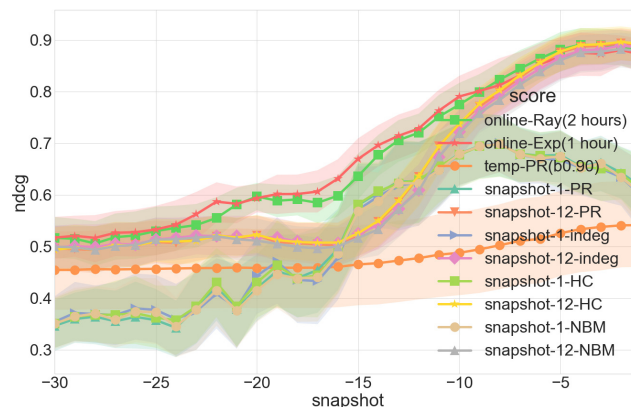 0.9
0.8
0.7
0.6
0.5
0.4
0.3
ndcg
score
online-Ray(2 hours)
online-Exp(1 hour)
temp-PR(b0.90)
snapshot-1-PR
snapshot-12-PR
snapshot-1-indeg
snapshot-12-indeg
snapshot-1-HC
snapshot-12-HC
snapshot-1-NBM
snapshot-12-NBM
−30 −25 −20 −15 −10 −5
snapshot